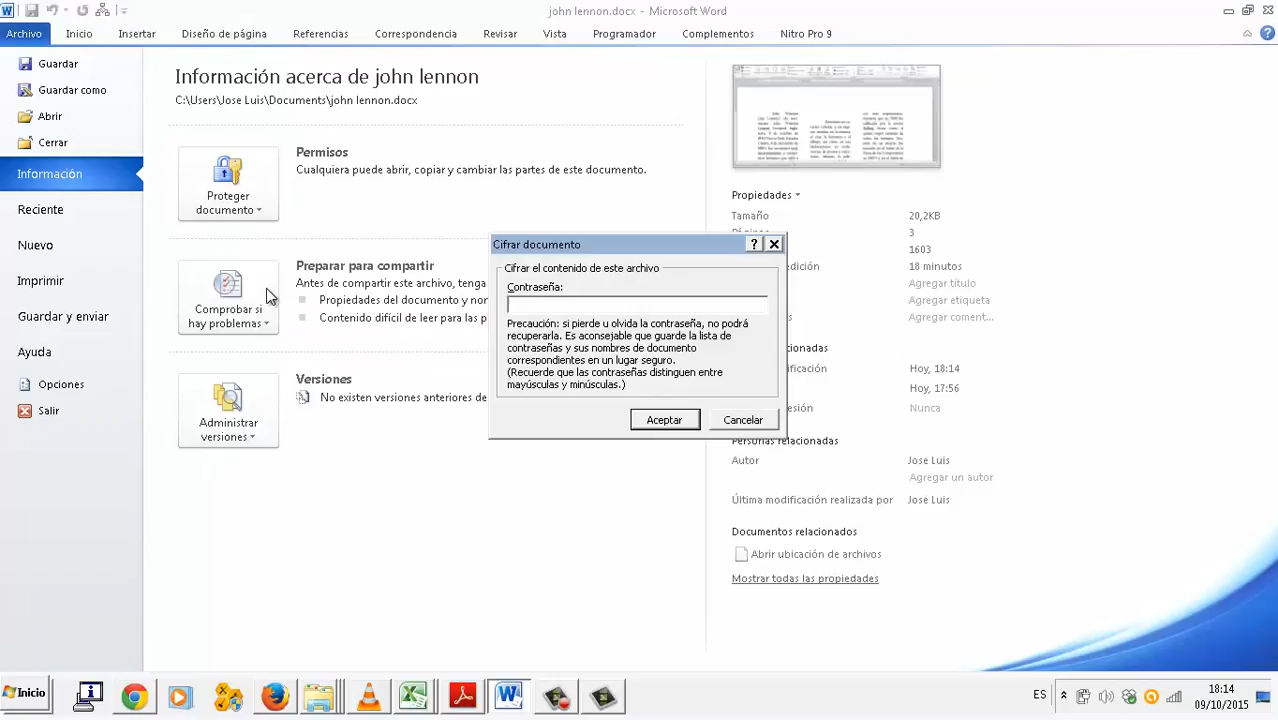 john lennon.docx - Microsoft Word
Archivo Inicio Insertar Diseño de página Referencias Correspondencia Revisar Vista Programador Complementos Nitro Pro 9
Guardar
Guardar como
Abrir
Información
Reciente
Nuevo
Imprimir
Guardar y enviar
Ayuda
Opciones
Salir
Información acerca de john lennon
C:\Users\Jose Luis\Documents\john lennon.docx
Proteger
documento
Permisos
Cualquiera puede abrir, copiar y cambiar las partes de este documento.
Comprobar si
hay problemas
Preparar para compartir
Antes de compartir este archivo, tenga
Propiedades del documento y
Contenido difícil de leer para las
Administrar
versiones
Versiones
No existen versiones anteriores de
Cifrar documento
Cifrar el contenido de este archivo
Contraseña:
Precaución: si pierde u olvida la contraseña, no podrá
recuperarla. Es aconsejable que guarde la lista de
contraseñas y sus nombres de documento
correspondientes en un lugar seguro.
(Recuerde que las contraseñas distinguen entre
mayúsculas y minúsculas.)
Aceptar Cancelar
Propiedades
Tamaño 20,2KB
3
1603
18 minutos
Agregar título
Agregar etiqueta
Agregar coment...
Hoy, 18:14
Hoy, 17:56
Nunca
Personas relacionadas
Autor Jose Luis
Agregar un autor
Última modificación realizada por Jose Luis
Documentos relacionados
Abrir ubicación de archivos
Mostrar todas las propiedades
Inicio
ES
18:14
09/10/2015